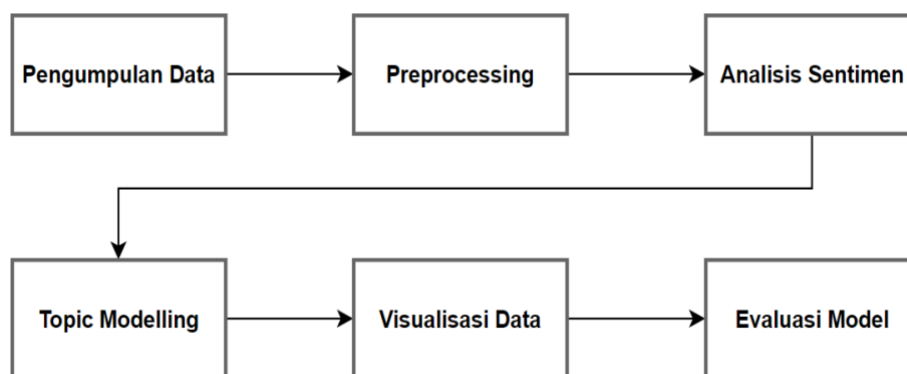 Pengumpulan Data
Preprocessing
Analisis Sentimen
Topic Modelling
Visualisasi Data
Evaluasi Model